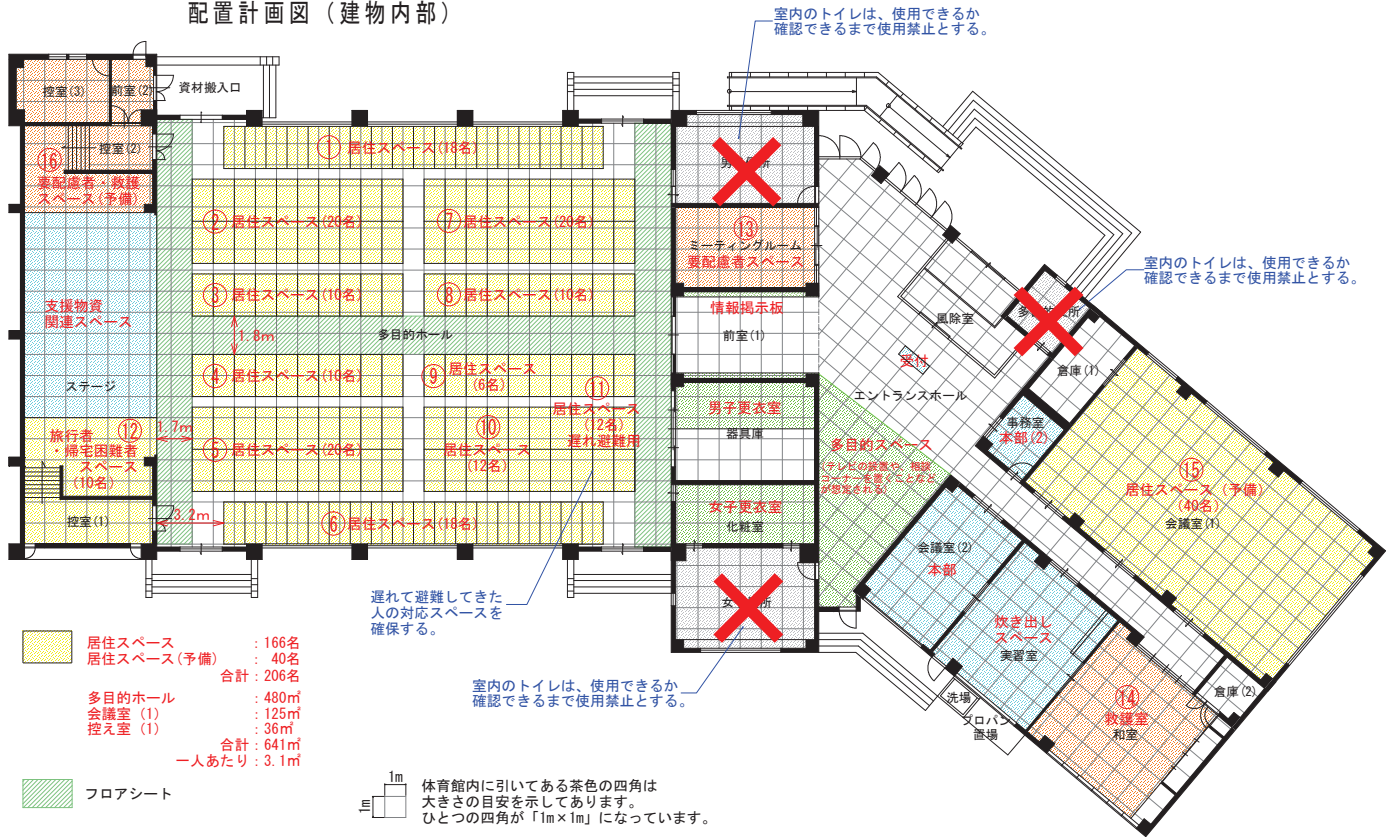 配置計画図（建物内部）
室内のトイレは、使用できるか
確認できるまで使用禁止とする。
控室(3)
前室(2)
資材搬入口
控室(2)
⑯
要配慮者・救護
スペース(予備)
① 居住スペース(18名)
② 居住スペース(20名)
⑦ 居住スペース(20名)
③ 居住スペース(10名)
⑧ 居住スペース(10名)
1.8m
多目的ホール
④ 居住スペース(10名)
⑨ 居住スペース
(6名)
⑪
居住スペース
(12名)
遅れ避難用
⑤ 居住スペース(20名)
⑩
居住スペース
(12名)
⑥ 居住スペース(18名)
1.7m
3.2m
支援物資
関連スペース
ステージ
⑫
旅行者
・帰宅困難者
スペース
(10名)
控室(1)
⑬
ミーティングルーム
要配慮者スペース
情報掲示板
前室(1)
男子更衣室
器具庫
女子更衣室
化粧室
風除室
受付
エントランスホール
多目的スペース
(テレビの設置や、相談
コーナーを置くことなど
が想定される)
室内のトイレは、使用できるか
確認できるまで使用禁止とする。
倉庫(1)
事務室
本部(2)
⑮
居住スペース（予備）
(40名)
会議室(1)
会議室(2)
本部
炊き出し
スペース
実習室
⑭
救護室
和室
倉庫(2)
洗場
プロパン
置場
遅れて避難してきた
人の対応スペースを
確保する。
室内のトイレは、使用できるか
確認できるまで使用禁止とする。
居住スペース : 166名
居住スペース(予備) : 40名
合計：206名
多目的ホール : 480㎡
会議室（1） : 125㎡
控え室（1） : 36㎡
合計：641㎡
一人あたり：3.1㎡
フロアシート
1m
1m
体育館内に引いてある茶色の四角は
大きさの目安を示してあります。
ひとつの四角が「1m×1m」になっています。